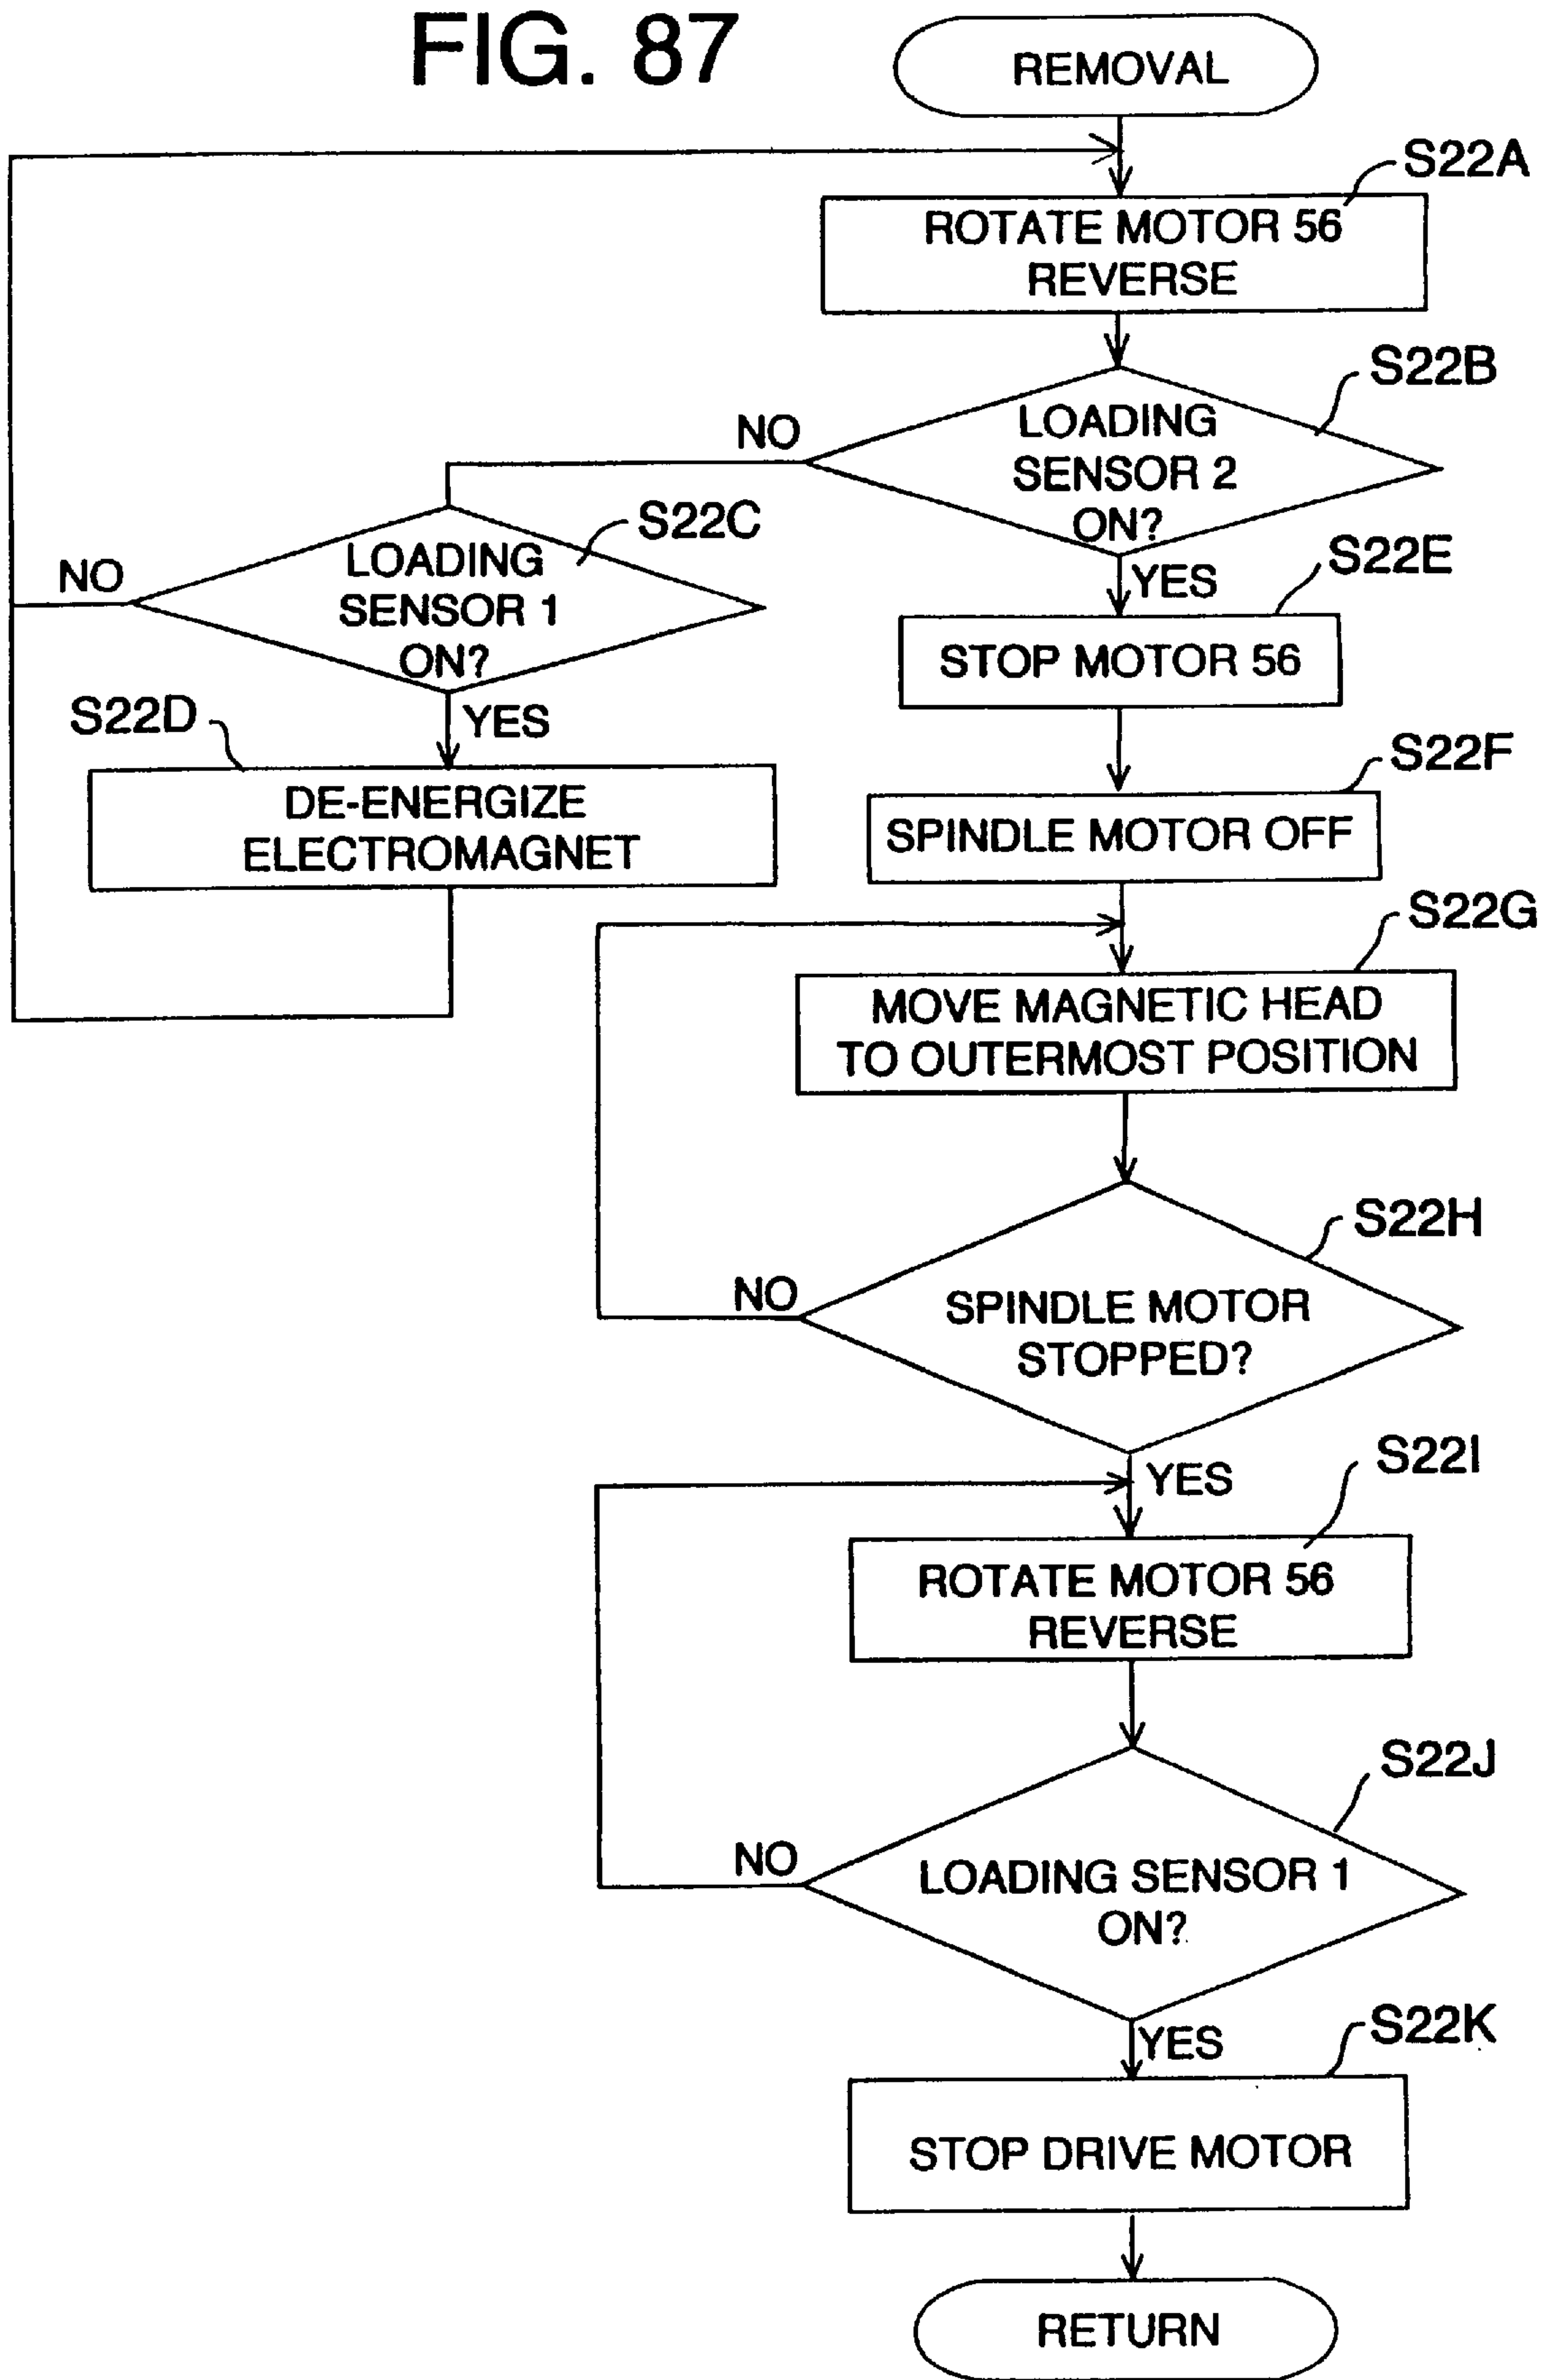 FIG. 87
REMOVAL
S22A
ROTATE MOTOR 56
REVERSE
S22B
LOADING
SENSOR 2
ON?
NO
YES
S22C
LOADING
SENSOR 1
ON?
NO
YES
S22D
DE-ENERGIZE
ELECTROMAGNET
S22E
STOP MOTOR 56
S22F
SPINDLE MOTOR OFF
S22G
MOVE MAGNETIC HEAD
TO OUTERMOST POSITION
S22H
SPINDLE MOTOR
STOPPED?
NO
YES
S22I
ROTATE MOTOR 56
REVERSE
S22J
LOADING SENSOR 1
ON?
NO
YES
S22K
STOP DRIVE MOTOR
RETURN